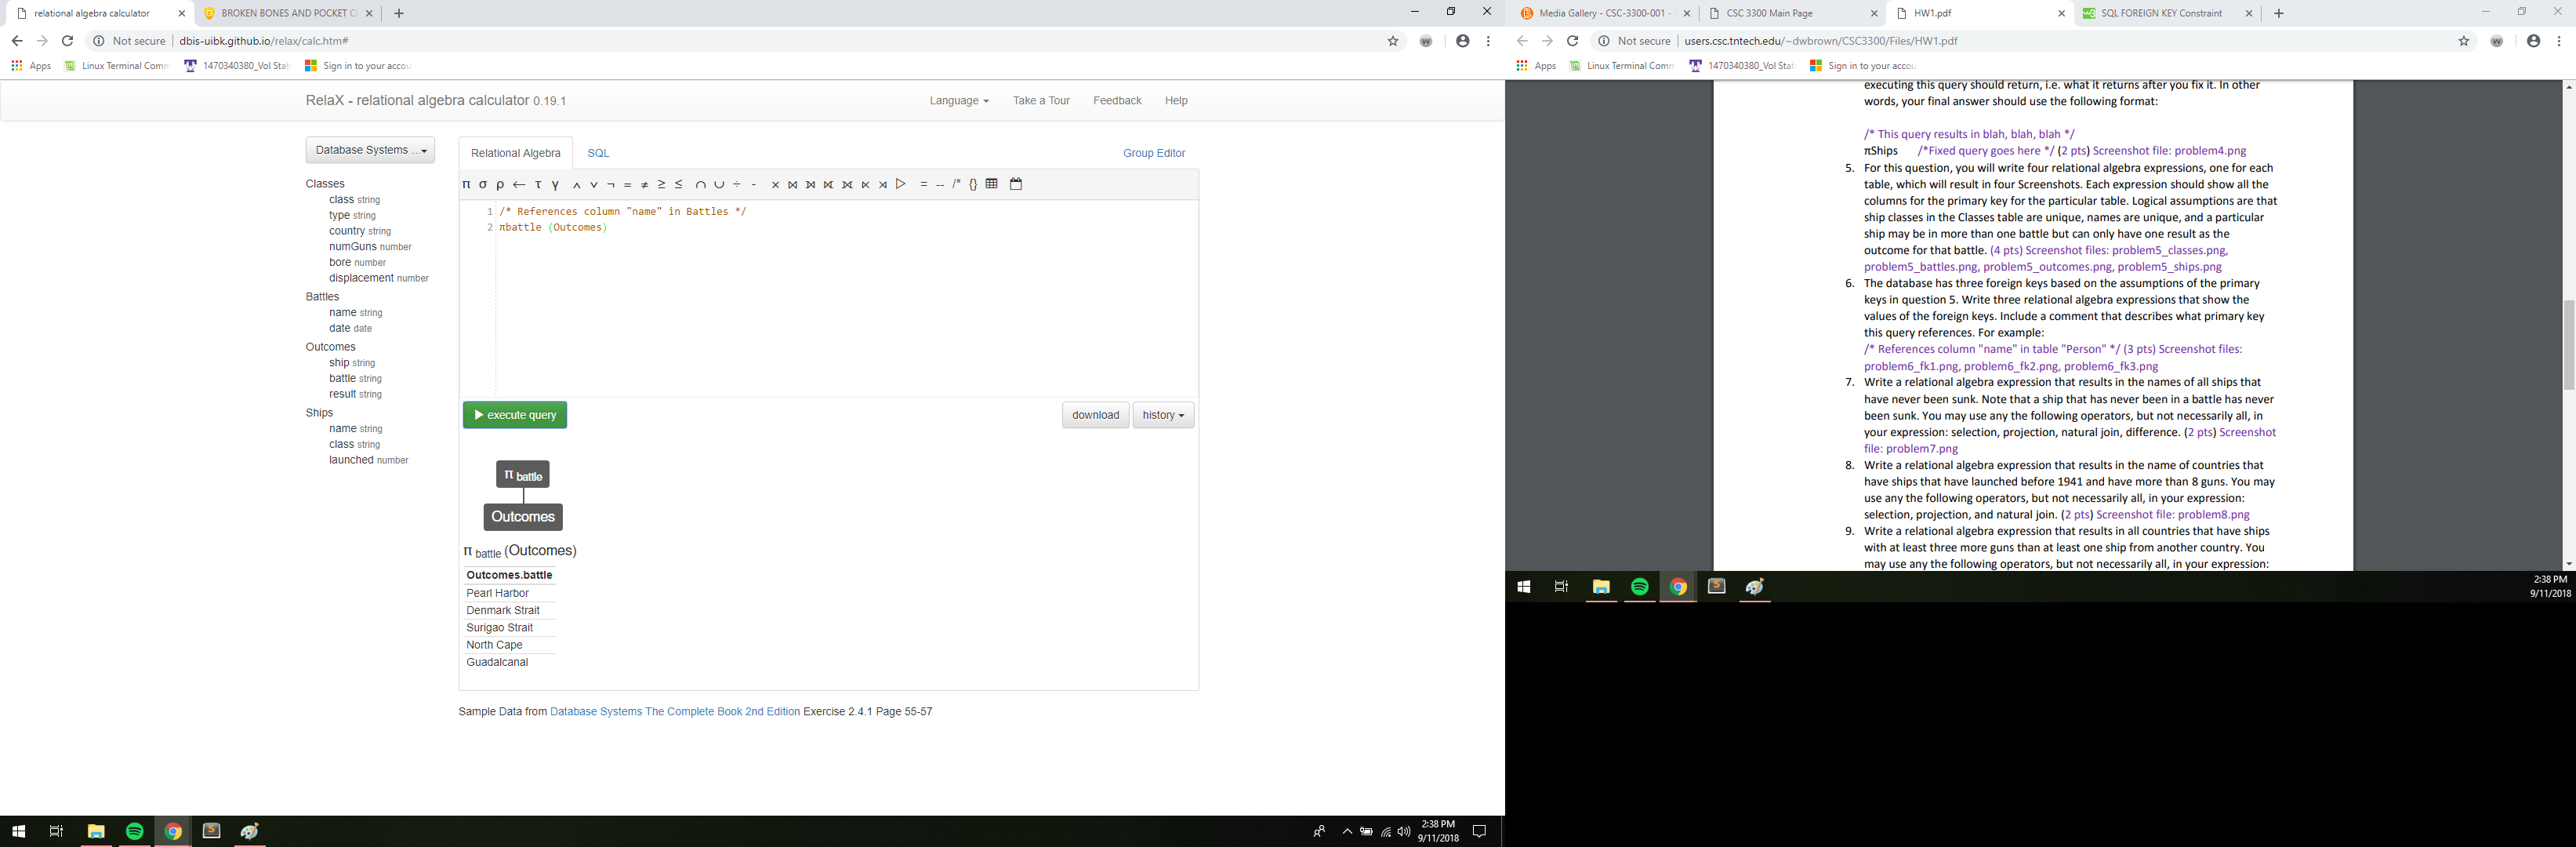 relational algebra calculator
BROKEN BONES AND POCKET C
Not secure | dbis-uibk.github.io/relax/calc.htm#
Apps
Linux Terminal Comm
1470340380_Vol Stat
Sign in to your accou
RelaX - relational algebra calculator 0.19.1
Language
Take a Tour
Feedback
Help
Database Systems ...
Classes
class string
type string
country string
numGuns number
bore number
displacement number
Battles
name string
date date
Outcomes
ship string
battle string
result string
Ships
name string
class string
launched number
Relational Algebra
SQL
Group Editor
π σ ρ ← τ γ ∧ ∨ ¬ = ≠ ≥ ≤ ∩ ∪ ÷ - ⨯ ⨝ ⟕ ⟖ ⟗ ⋉ ⋊ ▷ = -- /* {}
1 /* References column "name" in Battles */
2 πbattle (Outcomes)
execute query
download
history
π battle
Outcomes
π battle (Outcomes)
Outcomes.battle
Pearl Harbor
Denmark Strait
Surigao Strait
North Cape
Guadalcanal
Sample Data from Database Systems The Complete Book 2nd Edition Exercise 2.4.1 Page 55-57
2:38 PM
9/11/2018
Media Gallery - CSC-3300-001 -
CSC 3300 Main Page
HW1.pdf
SQL FOREIGN KEY Constraint
Not secure | users.csc.tntech.edu/~dwbrown/CSC3300/Files/HW1.pdf
Apps
Linux Terminal Comm
1470340380_Vol Stat
Sign in to your accou
executing this query should return, i.e. what it returns after you fix it. In other
words, your final answer should use the following format:
/* This query results in blah, blah, blah */
πShips /*Fixed query goes here */ (2 pts) Screenshot file: problem4.png
5. For this question, you will write four relational algebra expressions, one for each
table, which will result in four Screenshots. Each expression should show all the
columns for the primary key for the particular table. Logical assumptions are that
ship classes in the Classes table are unique, names are unique, and a particular
ship may be in more than one battle but can only have one result as the
outcome for that battle. (4 pts) Screenshot files: problem5_classes.png,
problem5_battles.png, problem5_outcomes.png, problem5_ships.png
6. The database has three foreign keys based on the assumptions of the primary
keys in question 5. Write three relational algebra expressions that show the
values of the foreign keys. Include a comment that describes what primary key
this query references. For example:
/* References column "name" in table "Person" */ (3 pts) Screenshot files:
problem6_fk1.png, problem6_fk2.png, problem6_fk3.png
7. Write a relational algebra expression that results in the names of all ships that
have never been sunk. Note that a ship that has never been in a battle has never
been sunk. You may use any the following operators, but not necessarily all, in
your expression: selection, projection, natural join, difference. (2 pts) Screenshot
file: problem7.png
8. Write a relational algebra expression that results in the name of countries that
have ships that have launched before 1941 and have more than 8 guns. You may
use any the following operators, but not necessarily all, in your expression:
selection, projection, and natural join. (2 pts) Screenshot file: problem8.png
9. Write a relational algebra expression that results in all countries that have ships
with at least three more guns than at least one ship from another country. You
may use any the following operators, but not necessarily all, in your expression:
2:38 PM
9/11/2018